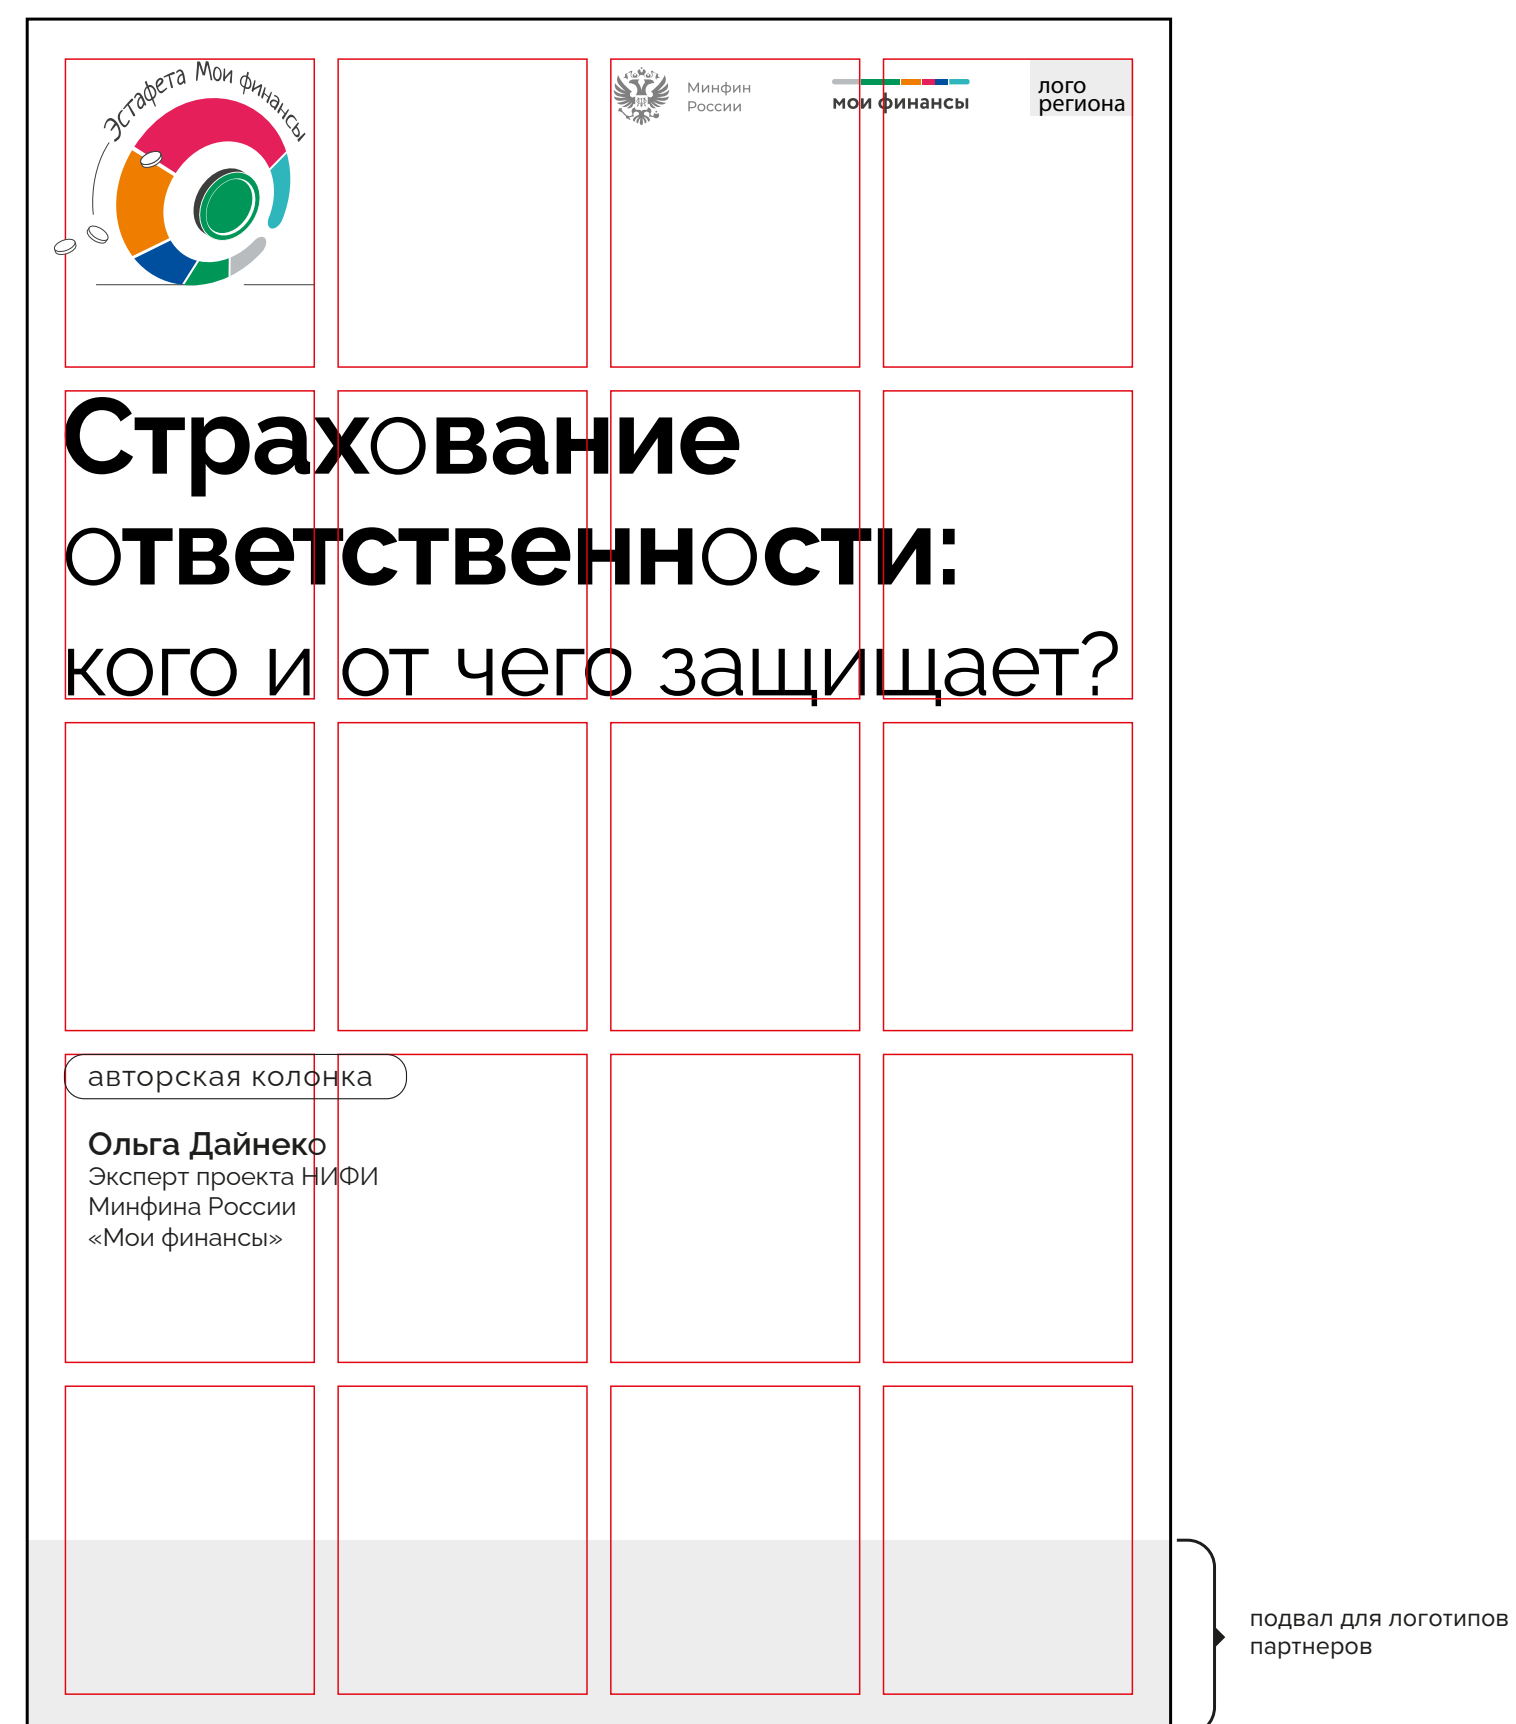 Эстафета Мои финансы
Минфин
России
мои финансы
лого
региона
Страхование
ответственности:
кого и от чего защищает?
авторская колонка
Ольга Дайнеко
Эксперт проекта НИФИ
Минфина России
«Мои финансы»
подвал для логотипов
партнеров